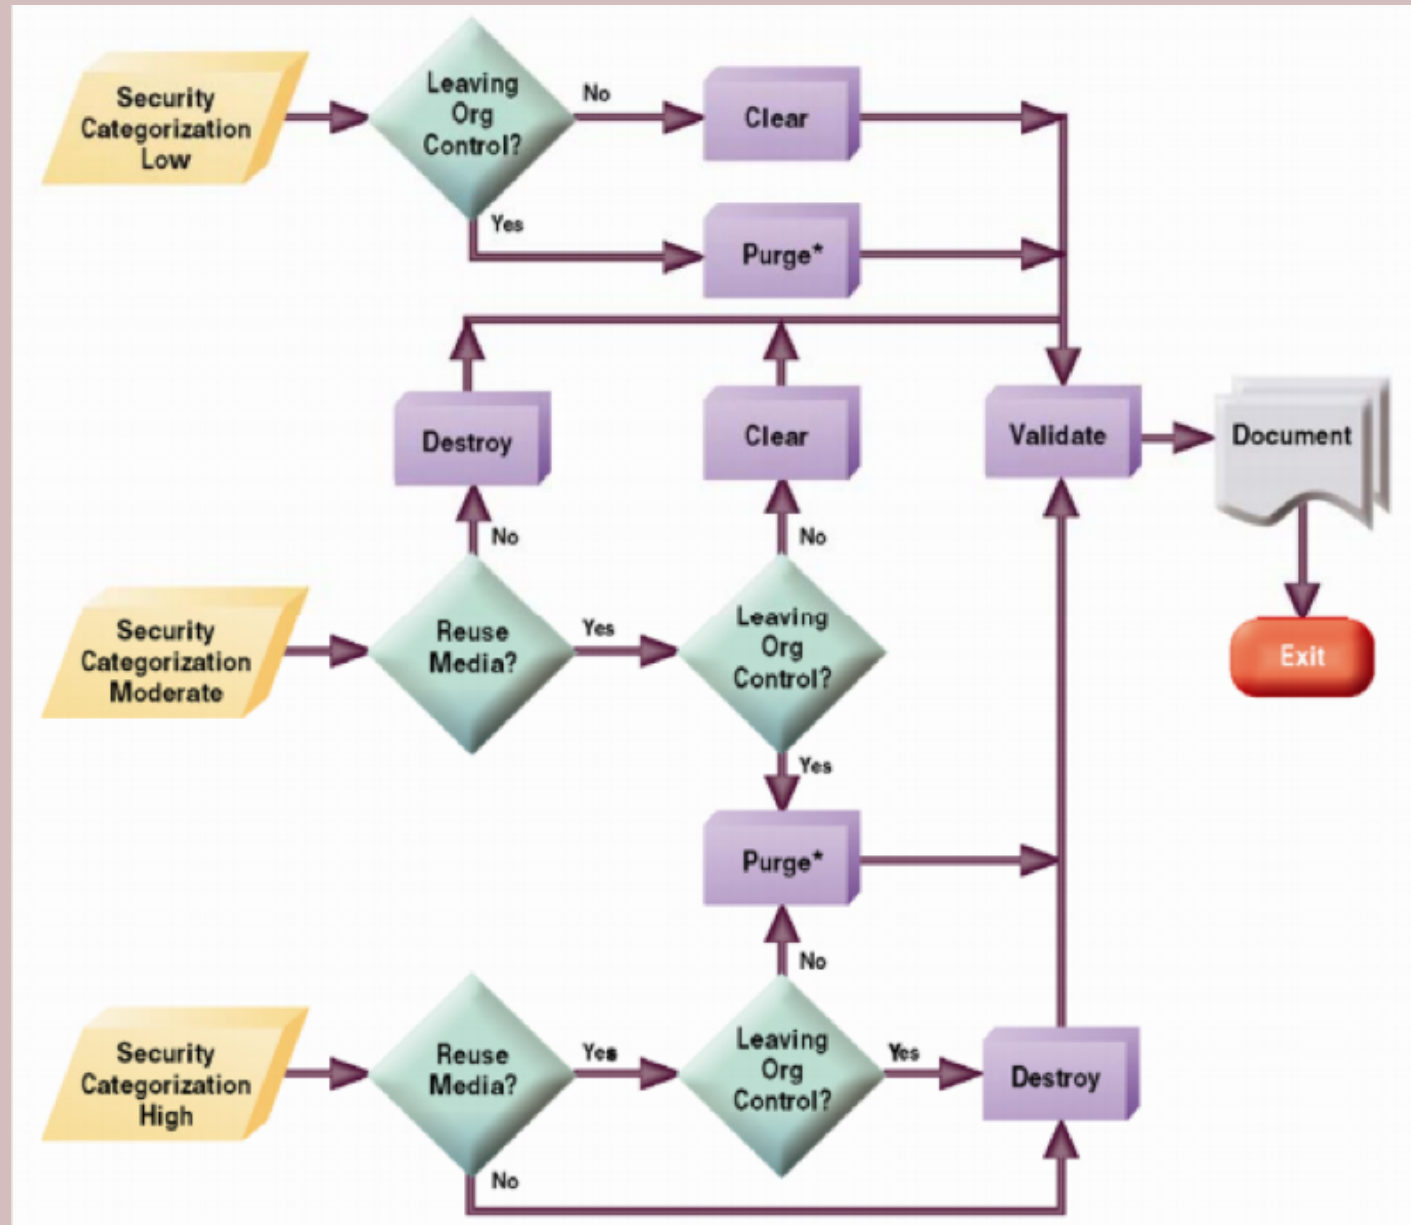 Security
Categorization
Low
Leaving
Org
Control?
No
Clear
Yes
Purge*
Destroy
Clear
Validate
Document
No
No
Security
Categorization
Moderate
Reuse
Media?
Yes
Leaving
Org
Control?
Exit
Yes
Purge*
No
Security
Categorization
High
Reuse
Media?
Yes
Leaving
Org
Control?
Yes
Destroy
No